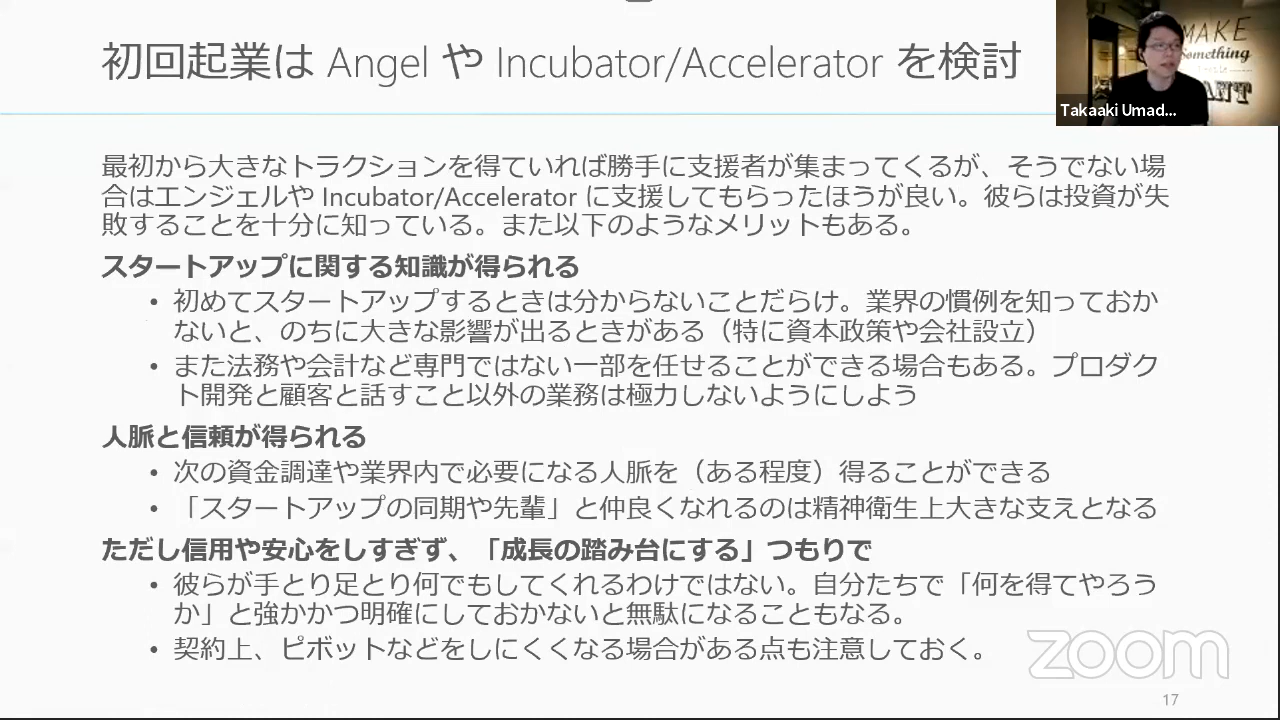 初回起業は Angel や Incubator/Accelerator を検討
MAKE
Something
ANT
Takaaki Umad...
最初から大きなトラクションを得ていれば勝手に支援者が集まってくるが、そうでない場
合はエンジェルや Incubator/Accelerator に支援してもらったほうが良い。彼らは投資が失
敗することを十分に知っている。また以下のようなメリットもある。
スタートアップに関する知識が得られる
• 初めてスタートアップするときは分からないことだらけ。業界の慣例を知っておか
ないと、のちに大きな影響が出るときがある（特に資本政策や会社設立）
• また法務や会計など専門ではない一部を任せることができる場合もある。プロダク
ト開発と顧客と話すこと以外の業務は極力しないようにしよう
人脈と信頼が得られる
• 次の資金調達や業界内で必要になる人脈を（ある程度）得ることができる
• 「スタートアップの同期や先輩」と仲良くなれるのは精神衛生上大きな支えとなる
ただし信用や安心をしすぎず、「成長の踏み台にする」つもりで
• 彼らが手とり足とり何でもしてくれるわけではない。自分たちで「何を得てやろう
か」と強かかつ明確にしておかないと無駄になることもなる。
• 契約上、ピボットなどをしにくくなる場合がある点も注意しておく。
zoom
17